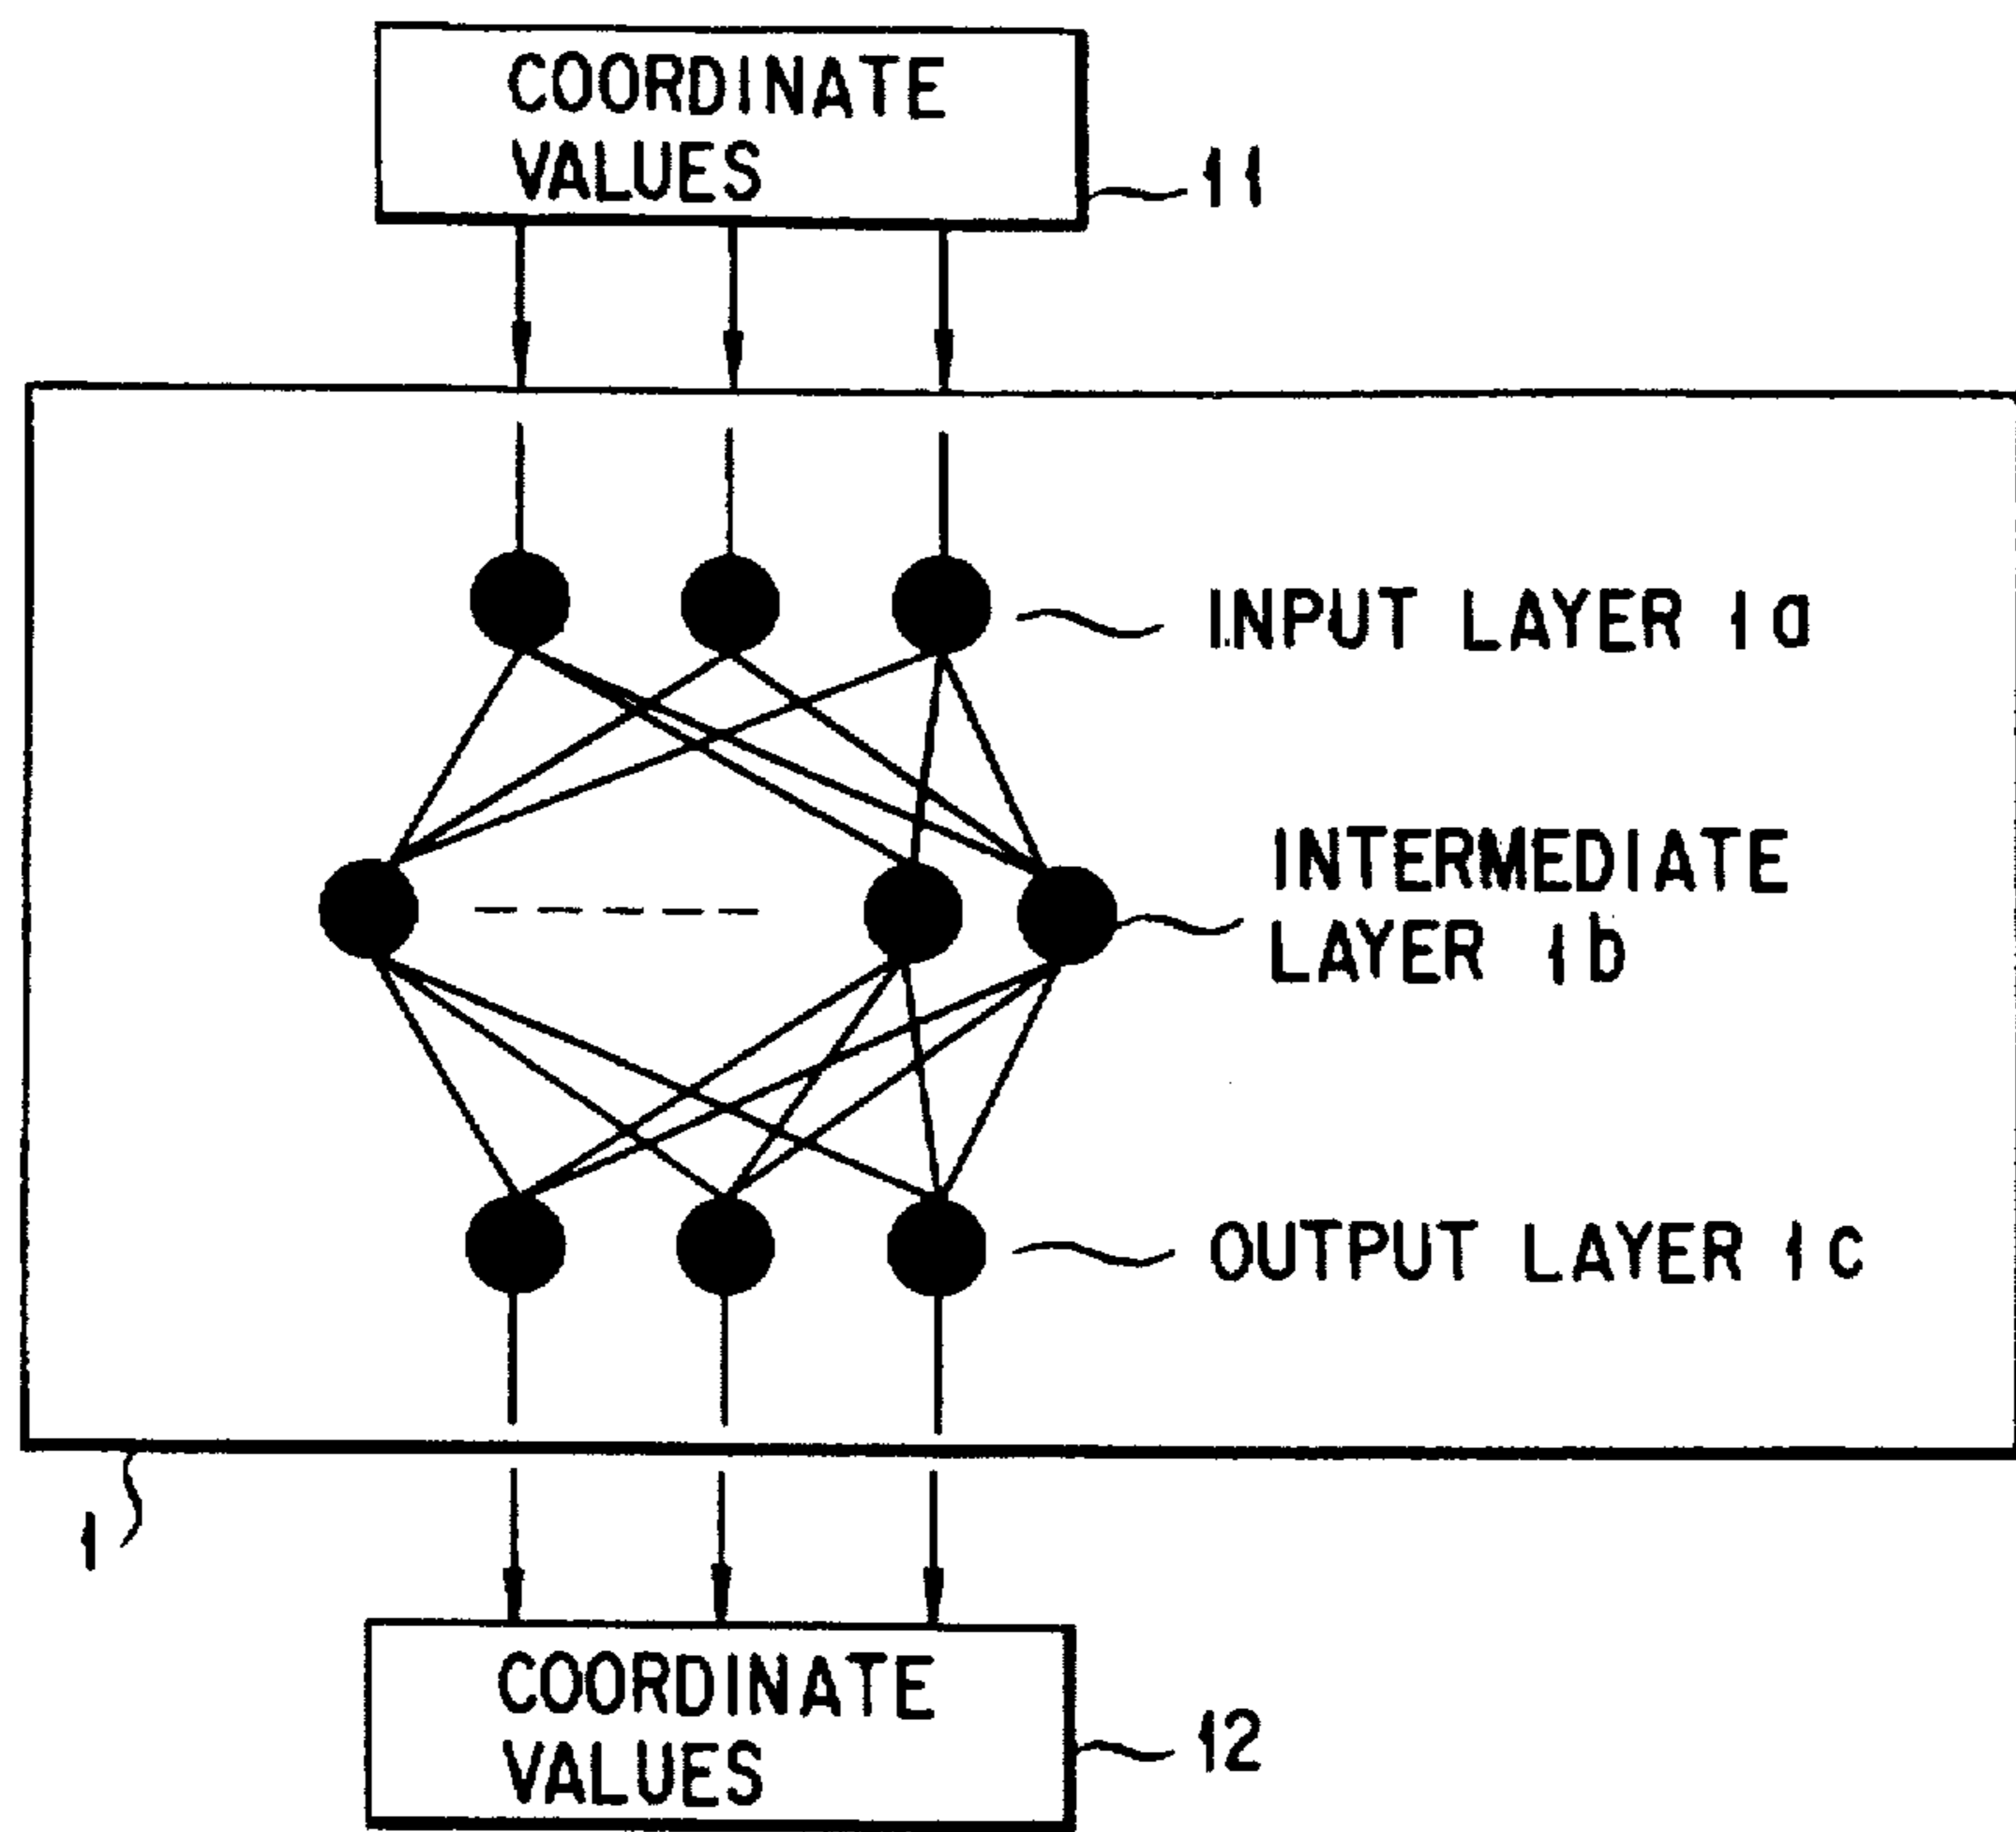 COORDINATE
VALUES
11
INPUT LAYER 1a
INTERMEDIATE
LAYER 1b
OUTPUT LAYER 1c
1
COORDINATE
VALUES
12